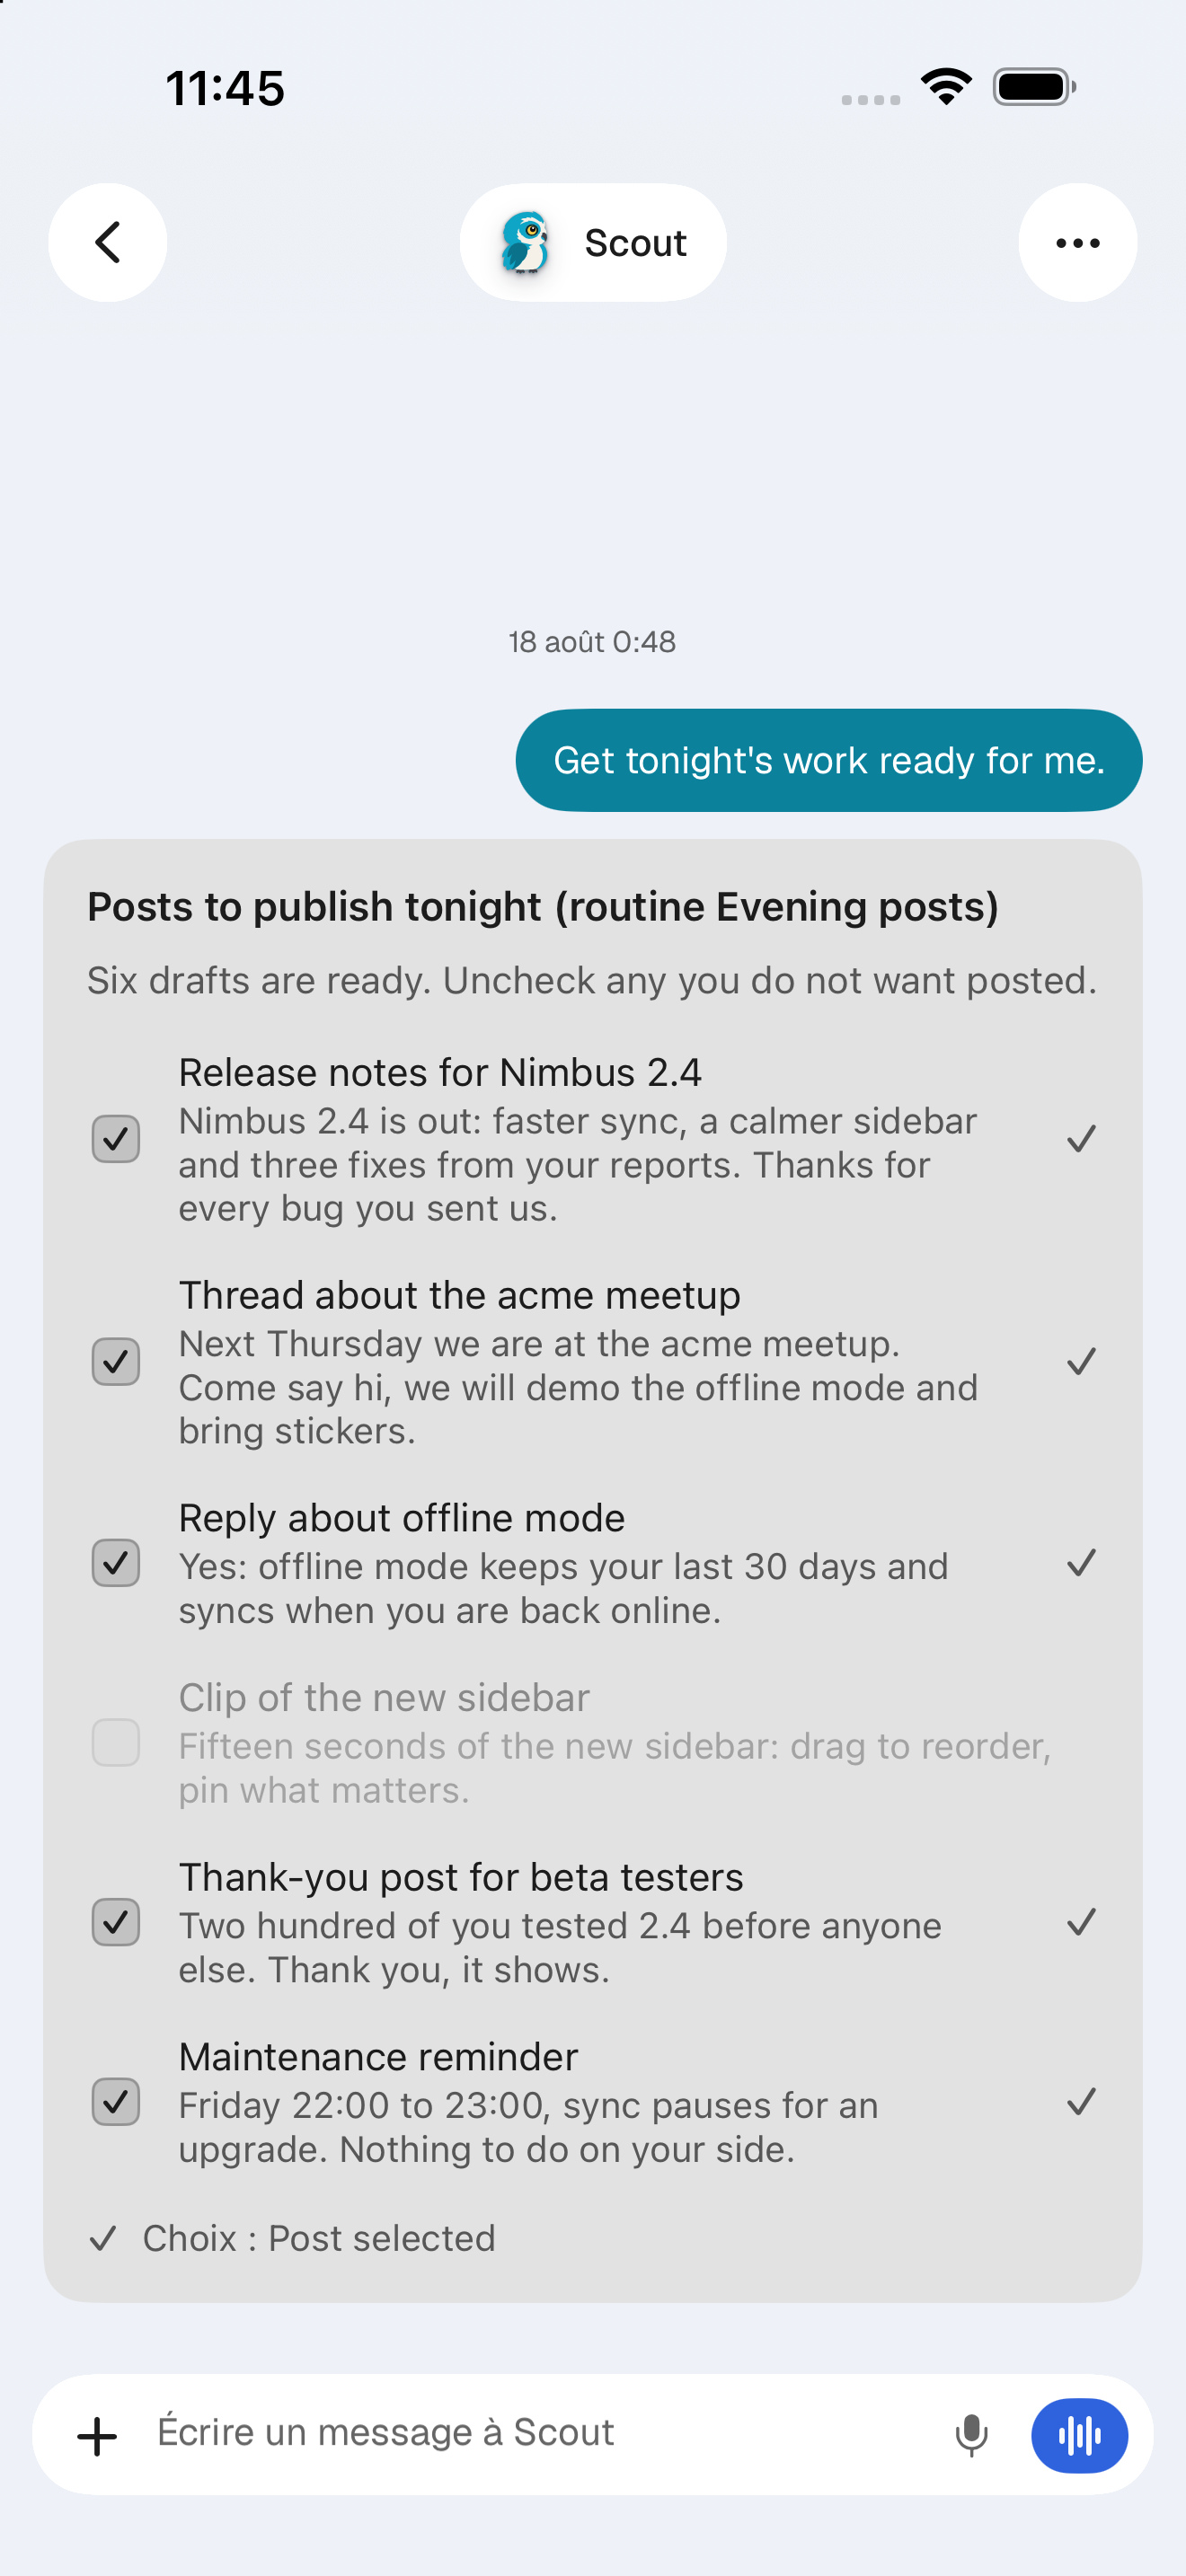 11:45
Scout
18 août 0:48
Get tonight's work ready for me.
Posts to publish tonight (routine Evening posts)
Six drafts are ready. Uncheck any you do not want posted.
Release notes for Nimbus 2.4
Nimbus 2.4 is out: faster sync, a calmer sidebar
and three fixes from your reports. Thanks for
every bug you sent us.
Thread about the acme meetup
Next Thursday we are at the acme meetup.
Come say hi, we will demo the offline mode and
bring stickers.
Reply about offline mode
Yes: offline mode keeps your last 30 days and
syncs when you are back online.
Clip of the new sidebar
Fifteen seconds of the new sidebar: drag to reorder,
pin what matters.
Thank-you post for beta testers
Two hundred of you tested 2.4 before anyone
else. Thank you, it shows.
Maintenance reminder
Friday 22:00 to 23:00, sync pauses for an
upgrade. Nothing to do on your side.
Choix : Post selected
Écrire un message à Scout